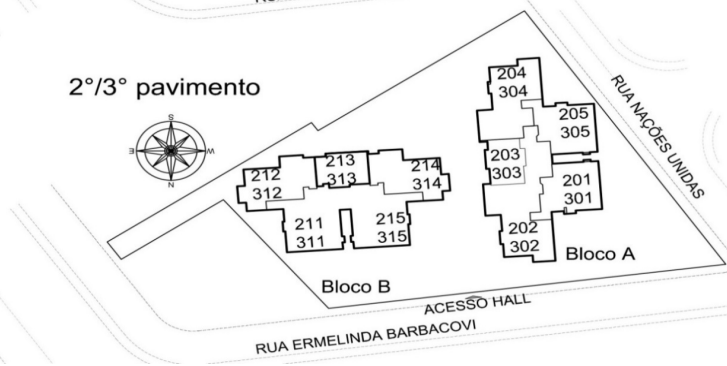 2°/3° pavimento
S
E
W
N
204
304
205
305
203
303
201
301
202
302
Bloco A
RUA NAÇÕES UNIDAS
212
312
213
313
214
314
211
311
215
315
Bloco B
ACESSO HALL
RUA ERMELINDA BARBACOVI